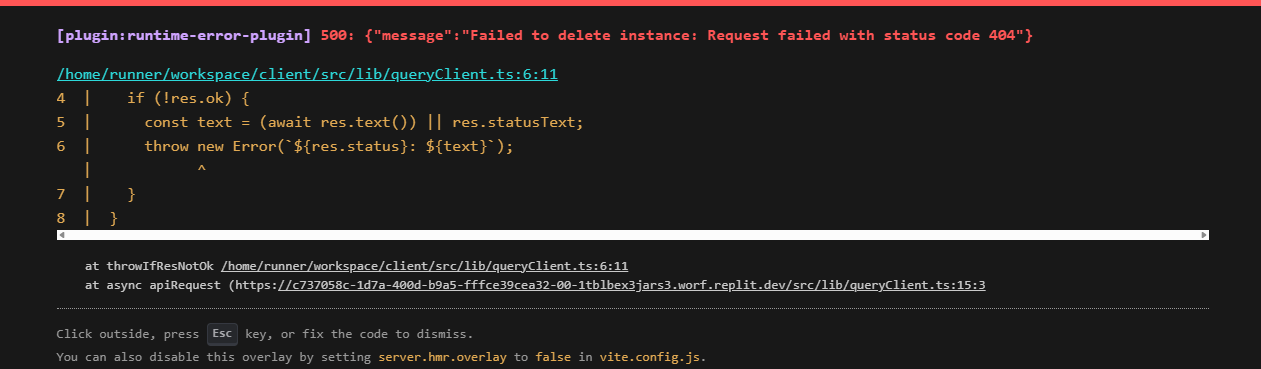 [plugin:runtime-error-plugin] 500: {"message":"Failed to delete instance: Request failed with status code 404"}
/home/runner/workspace/client/src/lib/queryClient.ts:6:11
4  |    if (!res.ok) {
5  |      const text = (await res.text()) || res.statusText;
6  |      throw new Error(`${res.status}: ${text}`);
   |            ^
7  |    }
8  |  }
at throwIfResNotOk /home/runner/workspace/client/src/lib/queryClient.ts:6:11
at async apiRequest (https://c737058c-1d7a-400d-b9a5-fffce39cea32-00-1tblbex3jars3.worf.replit.dev/src/lib/queryClient.ts:15:3
Click outside, press Esc key, or fix the code to dismiss.
You can also disable this overlay by setting server.hmr.overlay to false in vite.config.js.